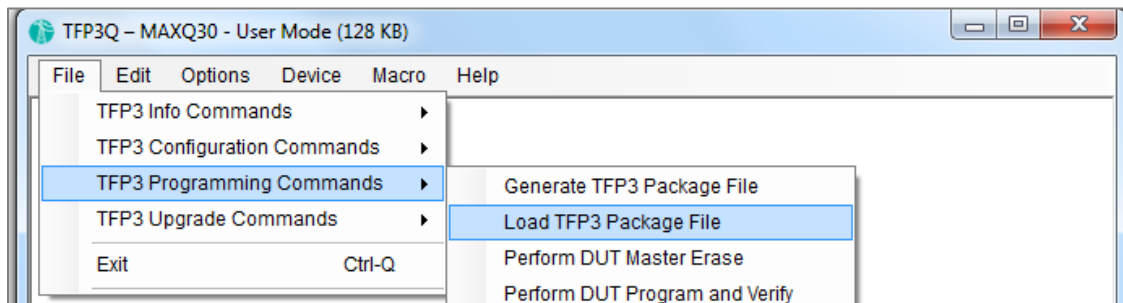 TFP3Q – MAXQ30 - User Mode (128 KB)
File Edit Options Device Macro Help
TFP3 Info Commands
TFP3 Configuration Commands
TFP3 Programming Commands
TFP3 Upgrade Commands
Exit Ctrl-Q
Generate TFP3 Package File
Load TFP3 Package File
Perform DUT Master Erase
Perform DUT Program and Verify